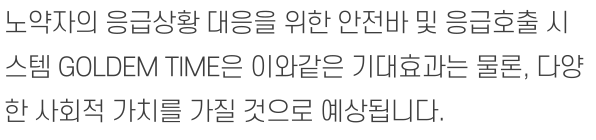 노약자의 응급상황 대응을 위한 안전바 및 응급호출 시
스템 GOLDEM TIME은 이와같은 기대효과는 물론, 다양
한 사회적 가치를 가질 것으로 예상됩니다.